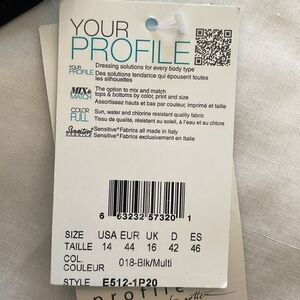 YOUR
PROFILE
Dressing solutions for every body type
YOUR PROFILE
Des solutions tendance qui épousent toutes
les silhouettes
MIX&MATCH
The option to mix and match
tops & bottoms by color, print and size
Assortissez hauts et bas par couleur, imprimé et taille
COLOR FULL
Sun, water and chlorine resistant quality fabric
Tissu de qualité, résistant au soleil, à l'eau et au chlore
Sensitive
Sensitive® Fabrics all made in Italy
Sensitive® Fabrics exclusivement en Italie
6 63232 57320 1
SIZE USA EUR UK D ES
TAILLE 14 44 16 42 46
COL.
COULEUR 018-Blk/Multi
STYLE E512-1P20
profile